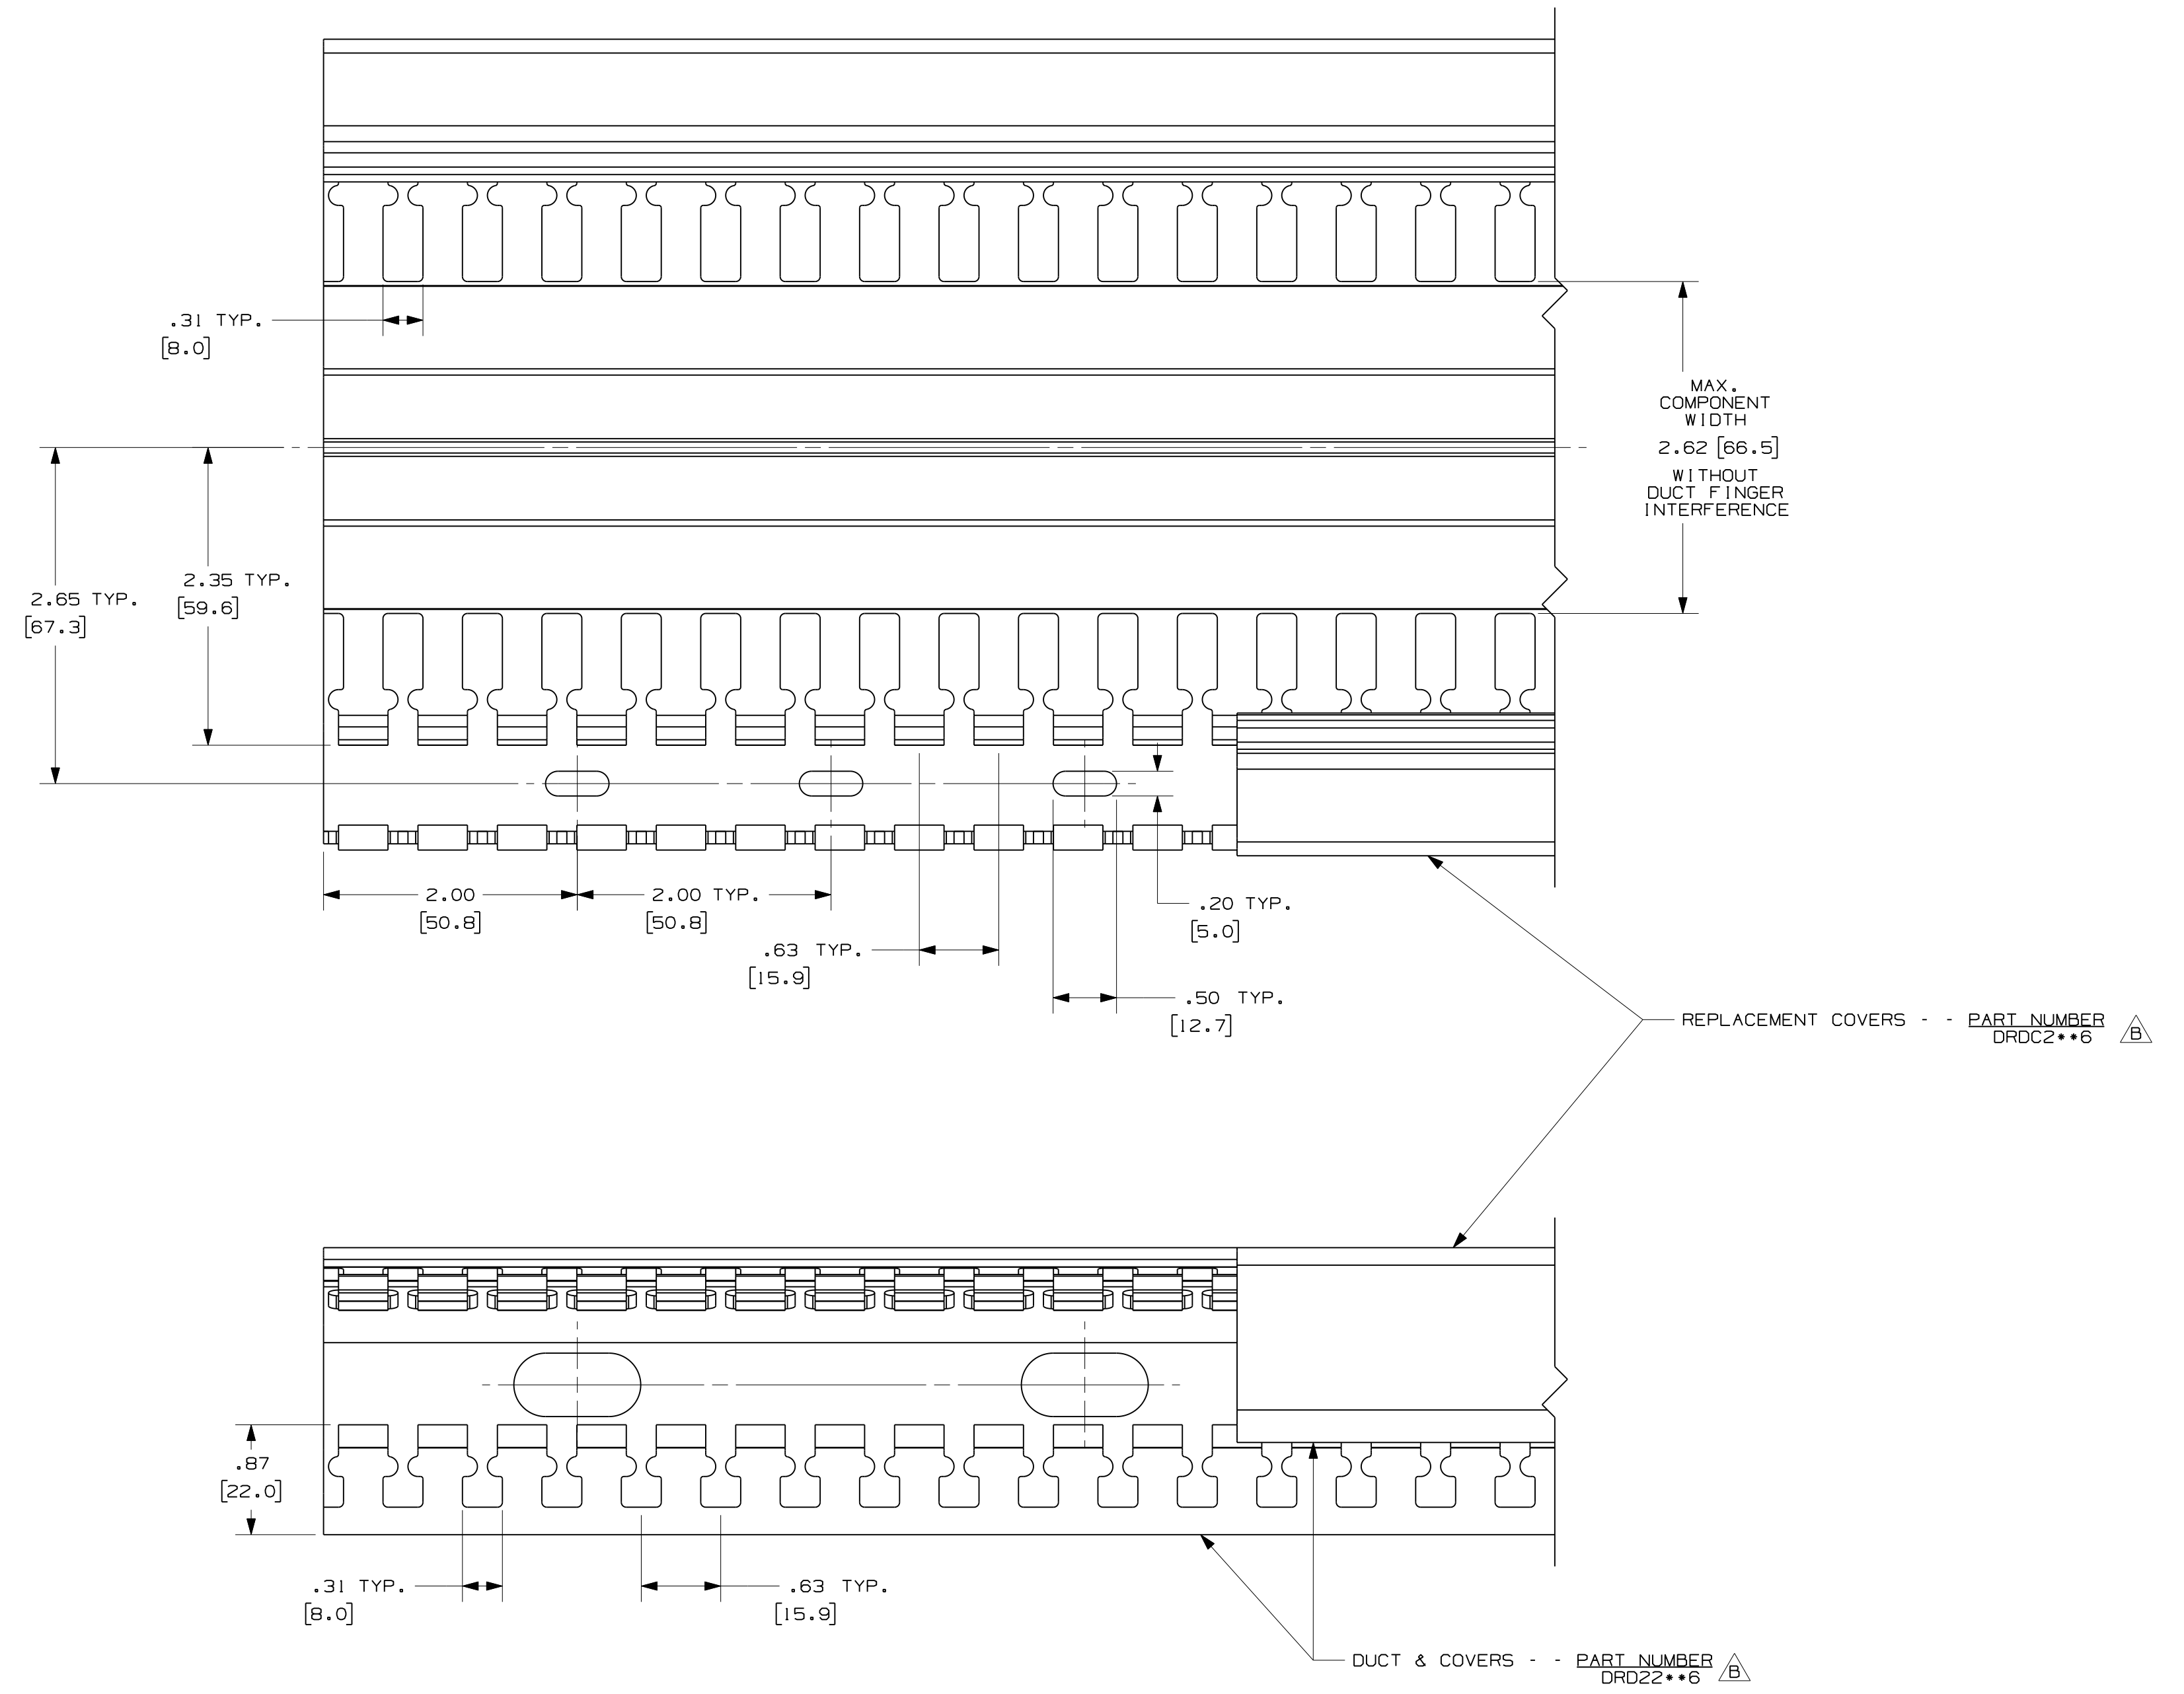 .31 TYP.
[8.0]
MAX.
COMPONENT
WIDTH
2.62 [66.5]
WITHOUT
DUCT FINGER
INTERFERENCE
2.65 TYP.
[67.3]
2.35 TYP.
[59.6]
2.00
[50.8]
2.00 TYP.
[50.8]
.63 TYP.
[15.9]
.20 TYP.
[5.0]
.50 TYP.
[12.7]
REPLACEMENT COVERS - - PART NUMBER
DRDC2**6
B
.87
[22.0]
.31 TYP.
[8.0]
.63 TYP.
[15.9]
DUCT & COVERS - - PART NUMBER
DRD22**6
B